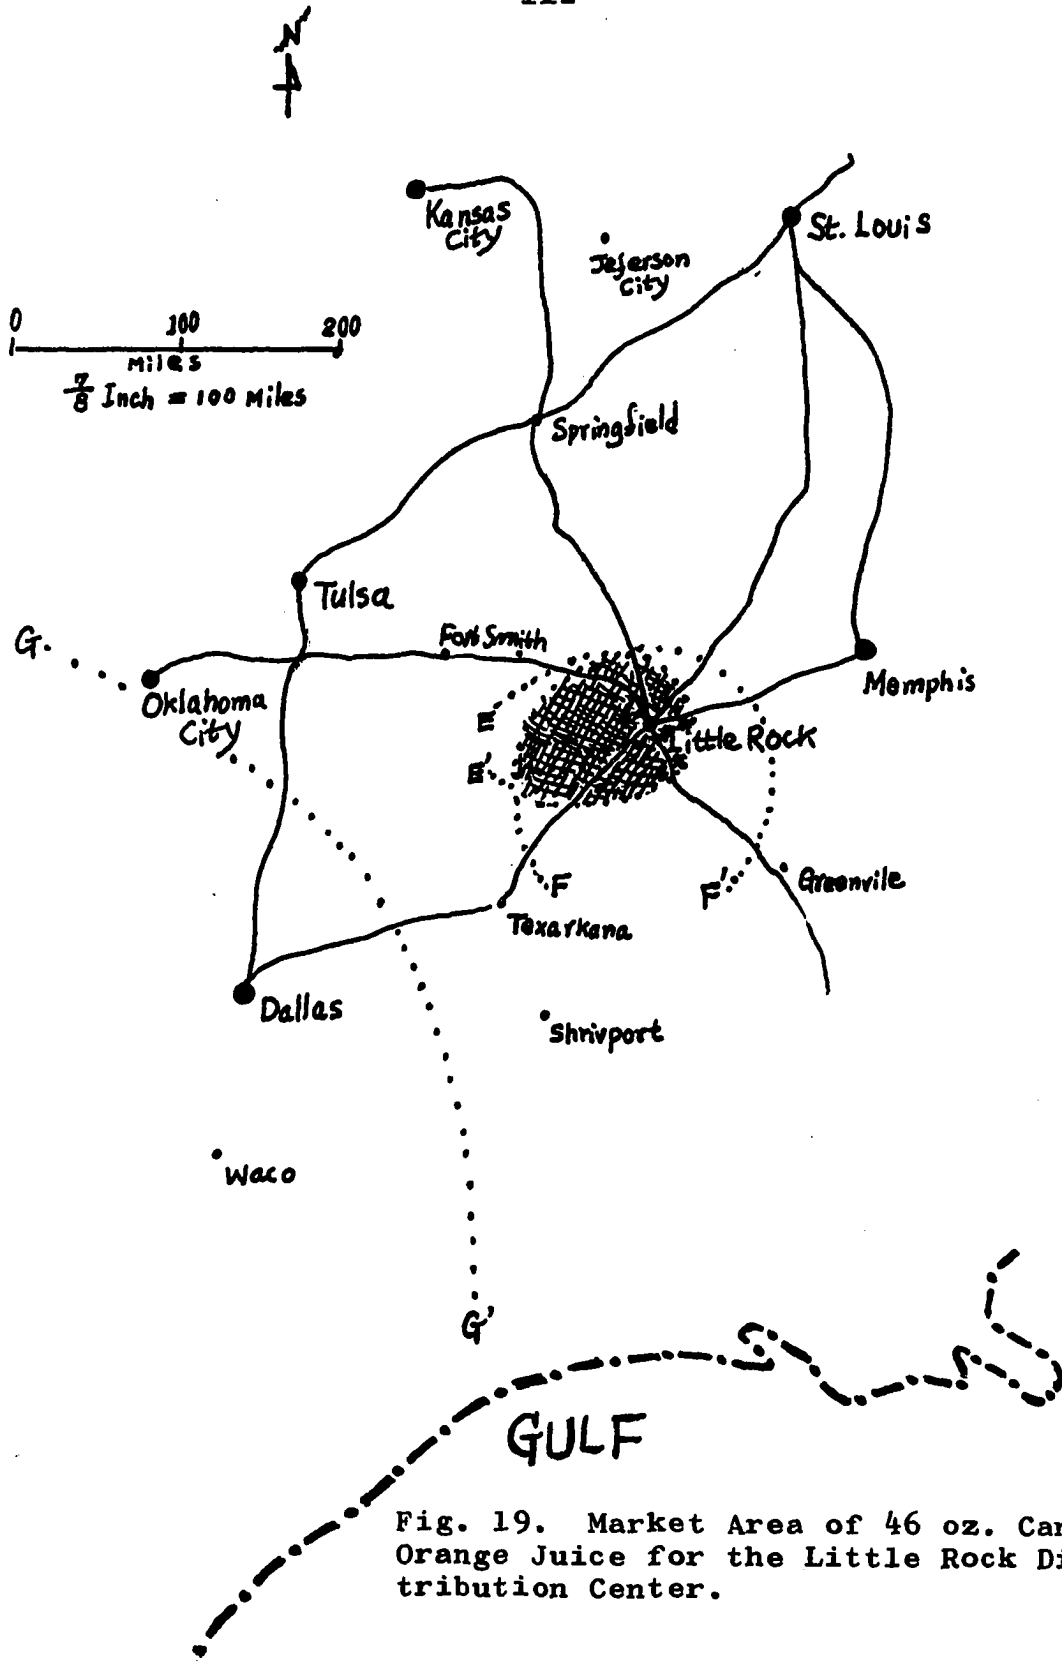 N
Kansas
City
St. Louis
Jeferson
City
0 100 200
Miles
7/8 Inch = 100 Miles
Springfield
Tulsa
G.
Fort Smith
Oklahoma
City
Memphis
E
Little Rock
E'
F
F'
Greenvile
Texarkana
Dallas
Shrivport
Waco
G'
GULF
Fig. 19. Market Area of 46 oz. Can
Orange Juice for the Little Rock Di
tribution Center.